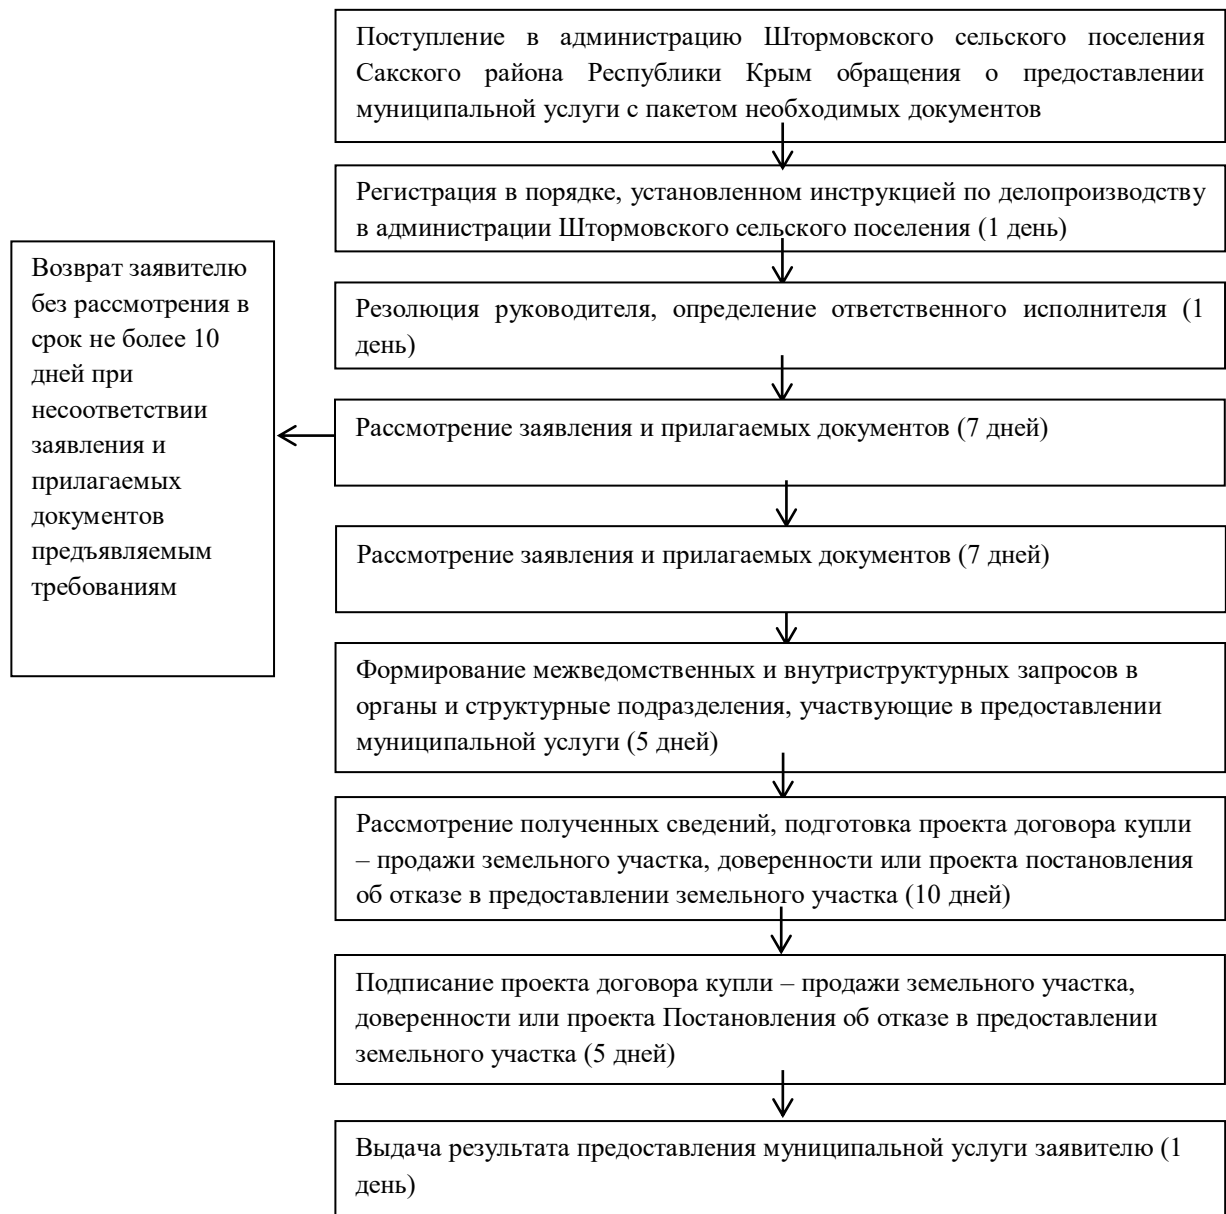 Поступление в администрацию Штормовского сельского поселения
Сакского района Республики Крым обращения о предоставлении
муниципальной услуги с пакетом необходимых документов
Регистрация в порядке, установленном инструкцией по делопроизводству
в администрации Штормовского сельского поселения (1 день)
Возврат заявителю
без рассмотрения в
срок не более 10
дней при
несоответствии
заявления и
прилагаемых
документов
предъявляемым
требованиям
Резолюция руководителя, определение ответственного исполнителя (1
день)
Рассмотрение заявления и прилагаемых документов (7 дней)
Рассмотрение заявления и прилагаемых документов (7 дней)
Формирование межведомственных и внутриструктурных запросов в
органы и структурные подразделения, участвующие в предоставлении
муниципальной услуги (5 дней)
Рассмотрение полученных сведений, подготовка проекта договора купли
– продажи земельного участка, доверенности или проекта постановления
об отказе в предоставлении земельного участка (10 дней)
Подписание проекта договора купли – продажи земельного участка,
доверенности или проекта Постановления об отказе в предоставлении
земельного участка (5 дней)
Выдача результата предоставления муниципальной услуги заявителю (1
день)